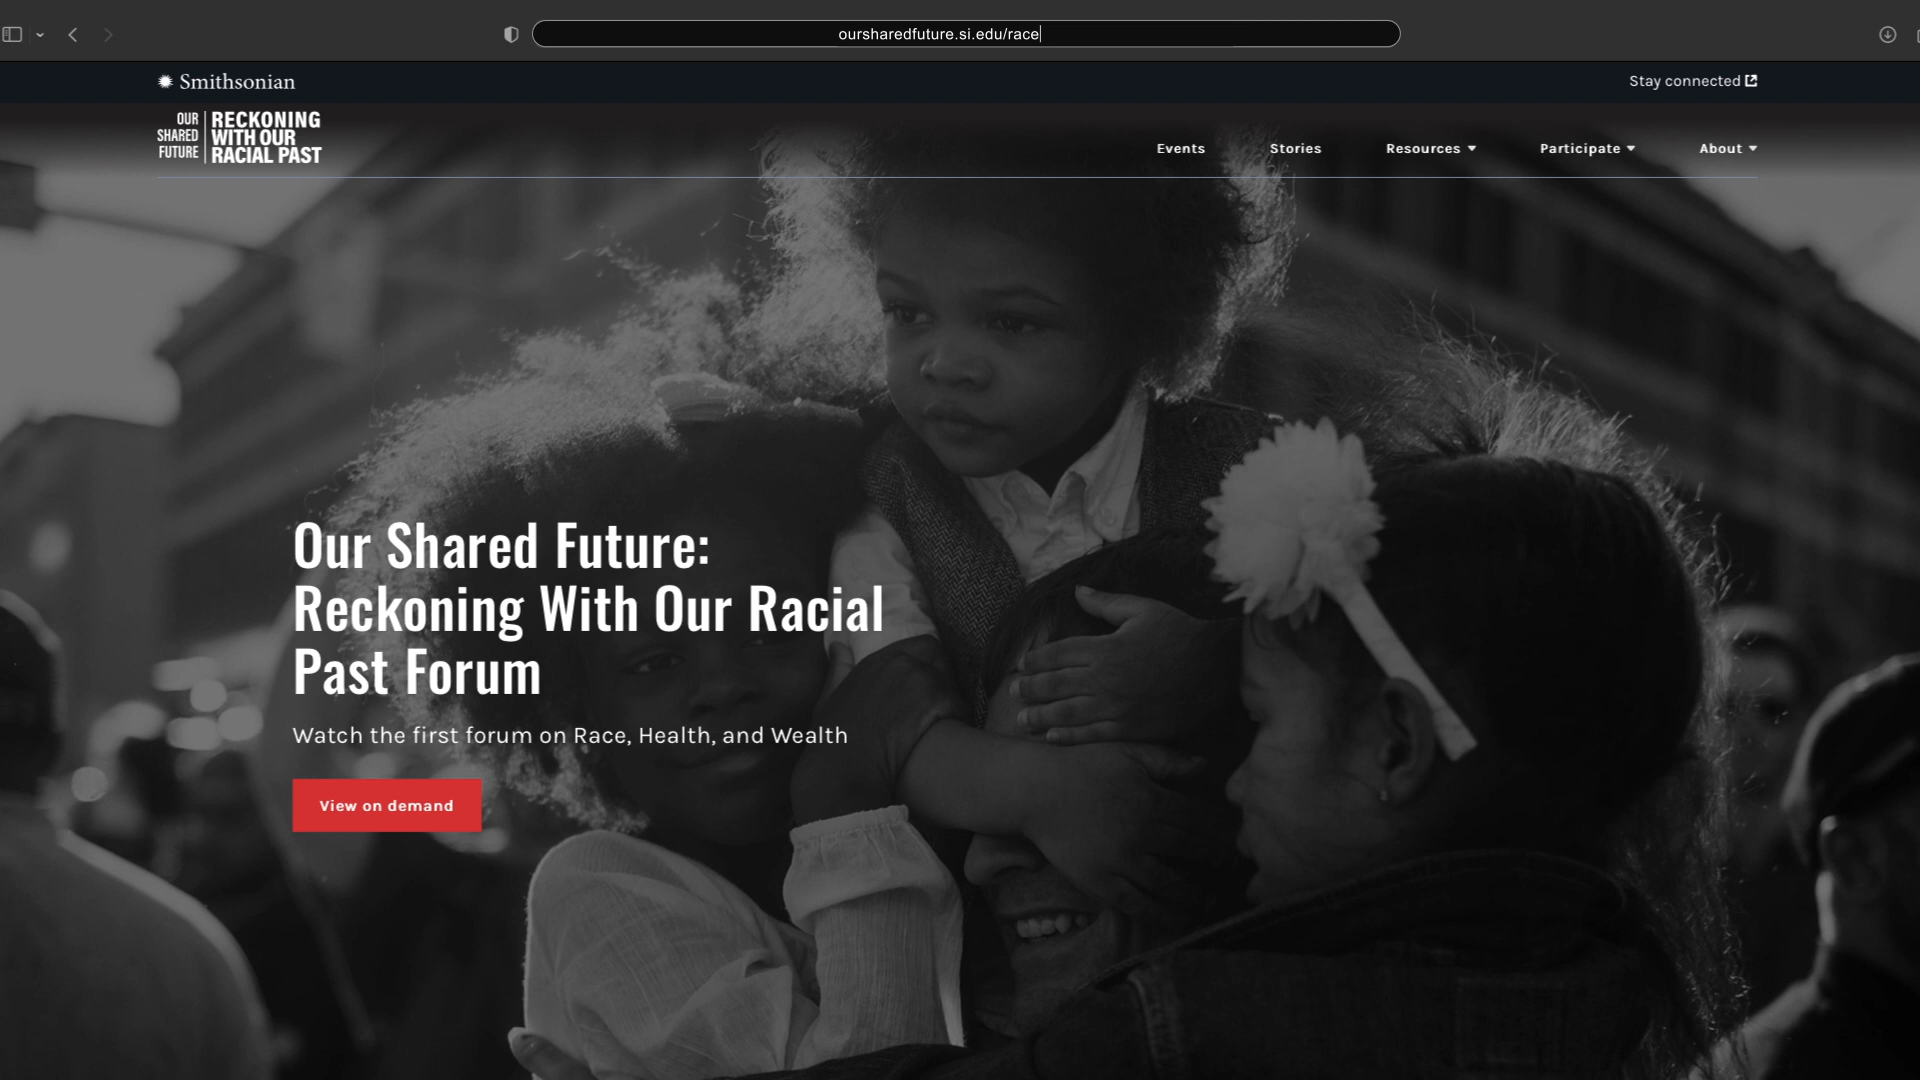 oursharedfuture.si.edu/race
Smithsonian
Stay connected
OUR
SHARED
FUTURE
RECKONING
WITH OUR
RACIAL PAST
Events
Stories
Resources
Participate
About
Our Shared Future:
Reckoning With Our Racial
Past Forum
Watch the first forum on Race, Health, and Wealth
View on demand